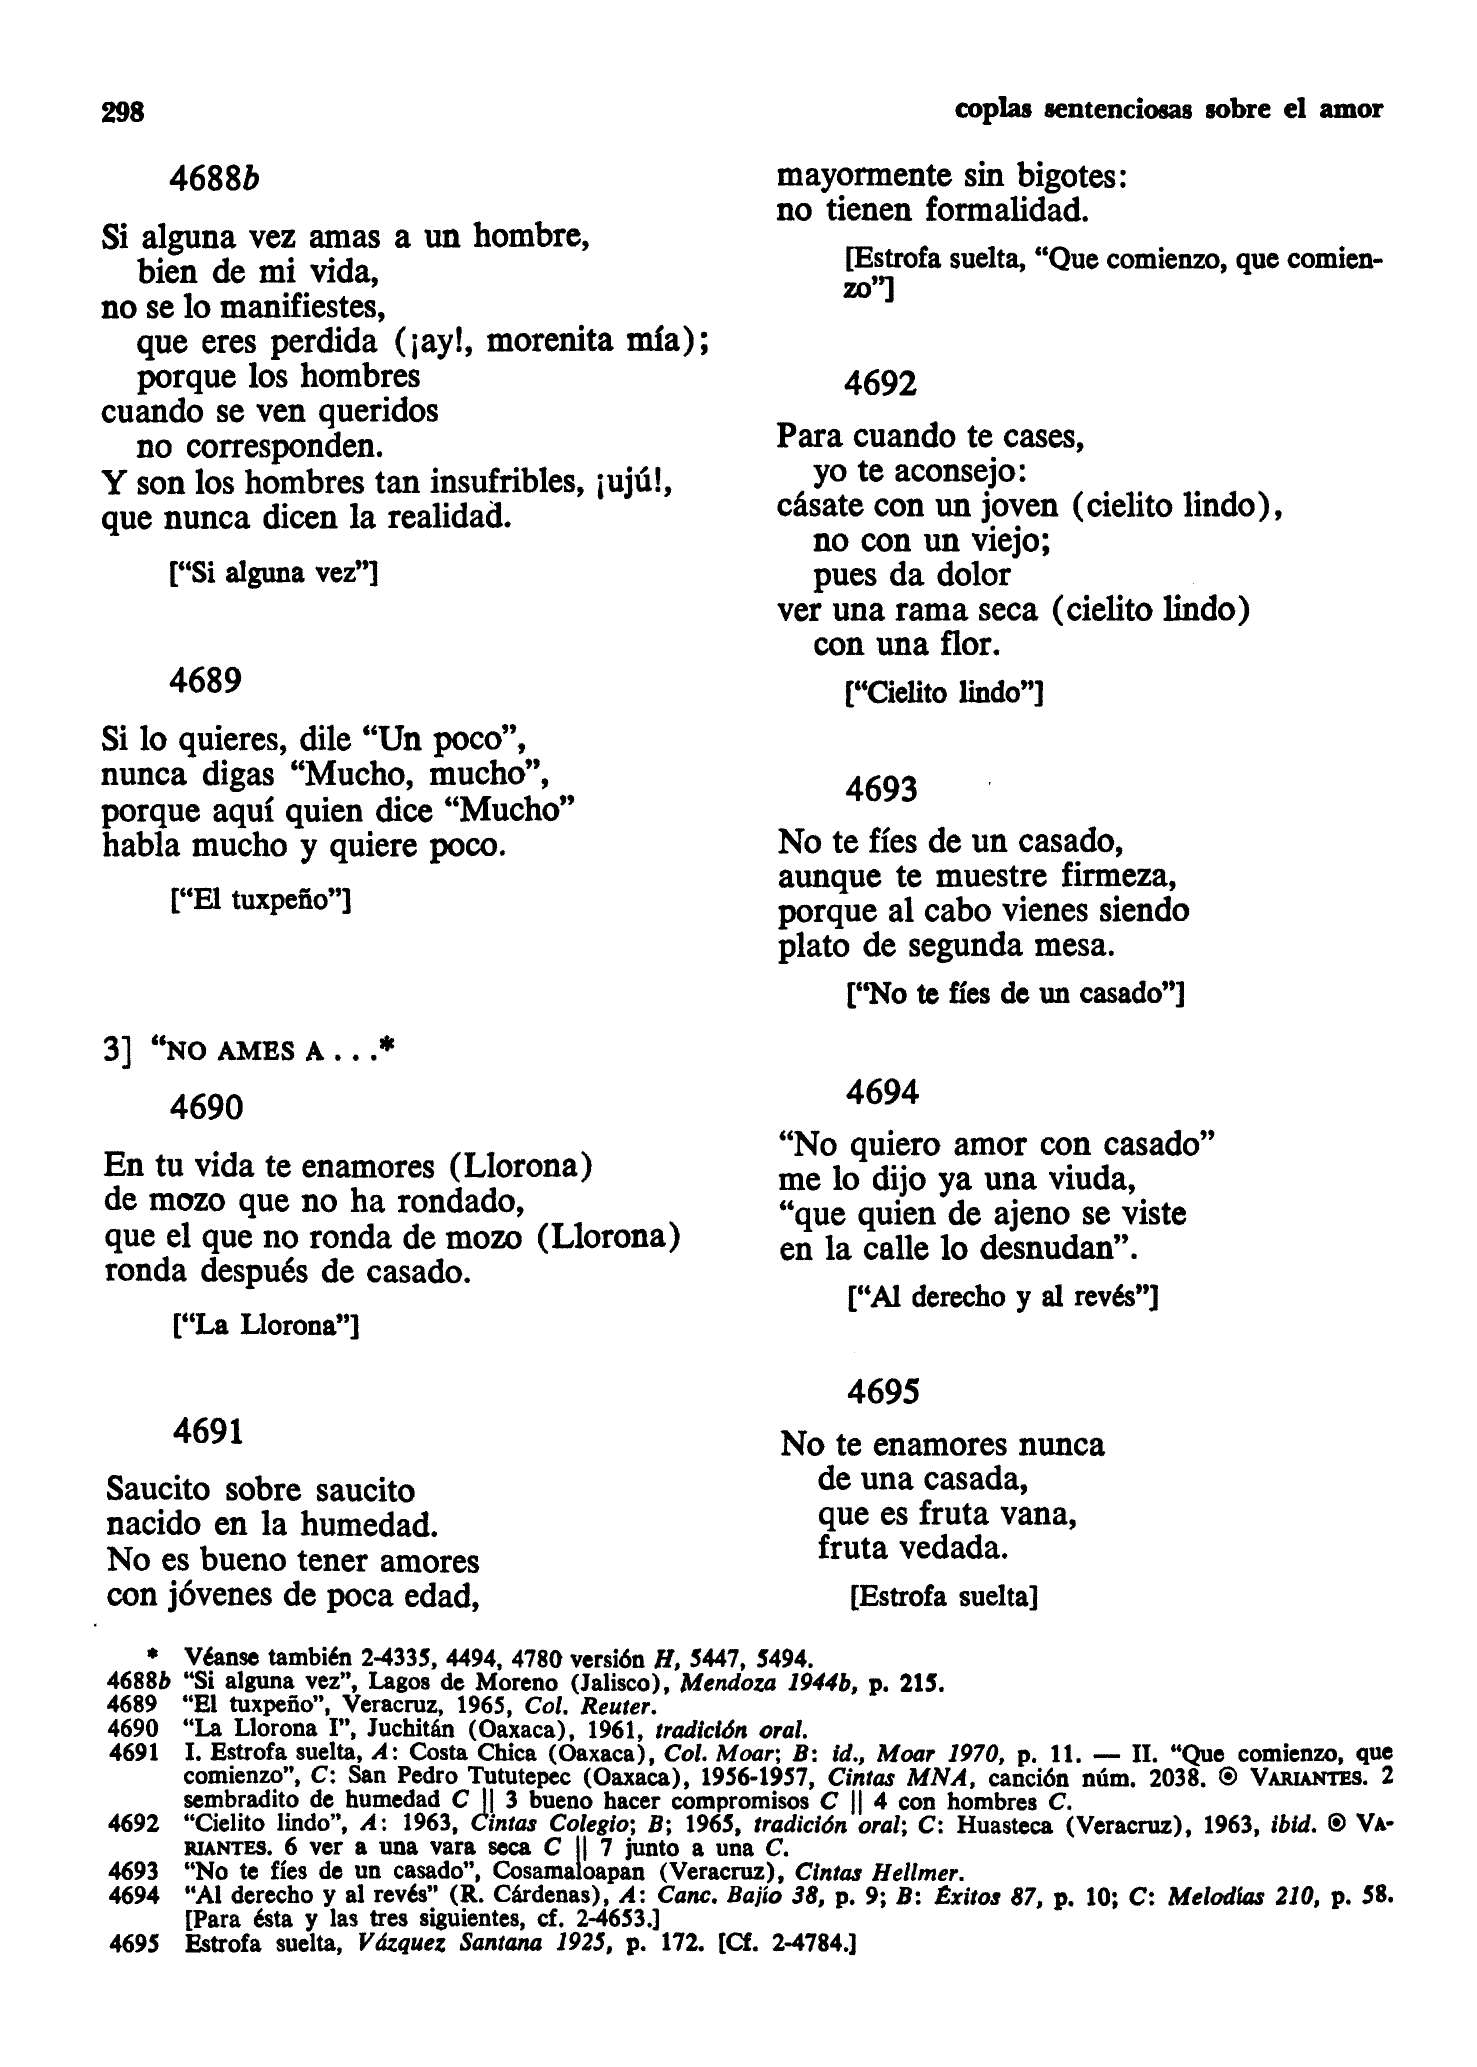 298
coplas sentenciosas sobre el amor
4688b
Si alguna vez amas a un hombre,
bien de mi vida,
no se lo manifiestes,
que eres perdida (¡ay!, morenita mía);
porque los hombres
cuando se ven queridos
no corresponden.
Y son los hombres tan insufribles, ¡ujú!,
que nunca dicen la realidad.
[“Si alguna vez”]
4689
Si lo quieres, dile “Un poco”,
nunca digas “Mucho, mucho”,
porque aquí quien dice “Mucho”
habla mucho y quiere poco.
[“El tuxpeño”]
3] “NO AMES A . . .*
4690
En tu vida te enamores (Llorona)
de mozo que no ha rondado,
que el que no ronda de mozo (Llorona)
ronda después de casado.
[“La Llorona”]
4691
Saucito sobre saucito
nacido en la humedad.
No es bueno tener amores
con jóvenes de poca edad,
mayormente sin bigotes:
no tienen formalidad.
[Estrofa suelta, “Que comienzo, que comien-
zo”]
4692
Para cuando te cases,
yo te aconsejo:
cásate con un joven (cielito lindo),
no con un viejo;
pues da dolor
ver una rama seca (cielito lindo)
con una flor.
[“Cielito lindo”]
4693
No te fíes de un casado,
aunque te muestre firmeza,
porque al cabo vienes siendo
plato de segunda mesa.
[“No te fíes de un casado”]
4694
“No quiero amor con casado”
me lo dijo ya una viuda,
“que quien de ajeno se viste
en la calle lo desnudan”.
[“Al derecho y al revés”]
4695
No te enamores nunca
de una casada,
que es fruta vana,
fruta vedada.
[Estrofa suelta]
* Véanse también 2-4335, 4494, 4780 versión H, 5447, 5494.
4688b “Si alguna vez”, Lagos de Moreno (Jalisco), Mendoza 1944b, p. 215.
4689 “El tuxpeño”, Veracruz, 1965, Col. Reuter.
4690 “La Llorona I”, Juchitán (Oaxaca), 1961, tradición oral.
4691 I. Estrofa suelta, A: Costa Chica (Oaxaca), Col. Moar; B: id., Moar 1970, p. 11. — II. “Que comienzo, que
comienzo”, C: San Pedro Tututepec (Oaxaca), 1956-1957, Cintas MNA, canción núm. 2038. ® VARIANTES. 2
sembradito de humedad C || 3 bueno hacer compromisos C || 4 con hombres C.
4692 “Cielito lindo”, A: 1963, Cintas Colegio; B; 1965, tradición oral; C: Huasteca (Veracruz), 1963, ibid. ® VA-
RIANTES. 6 ver a una vara seca C || 7 junto a una C.
4693 “No te fíes de un casado”, Cosamaloapan (Veracruz), Cintas Hellmer.
4694 “Al derecho y al revés” (R. Cárdenas), A: Canc. Bajío 38, p. 9; B: Éxitos 87, p. 10; C: Melodías 210, p. 58.
[Para ésta y las tres siguientes, cf. 2-4653.]
4695 Estrofa suelta, Vázquez Santana 1925, p. 172. [Cf. 2-4784.]